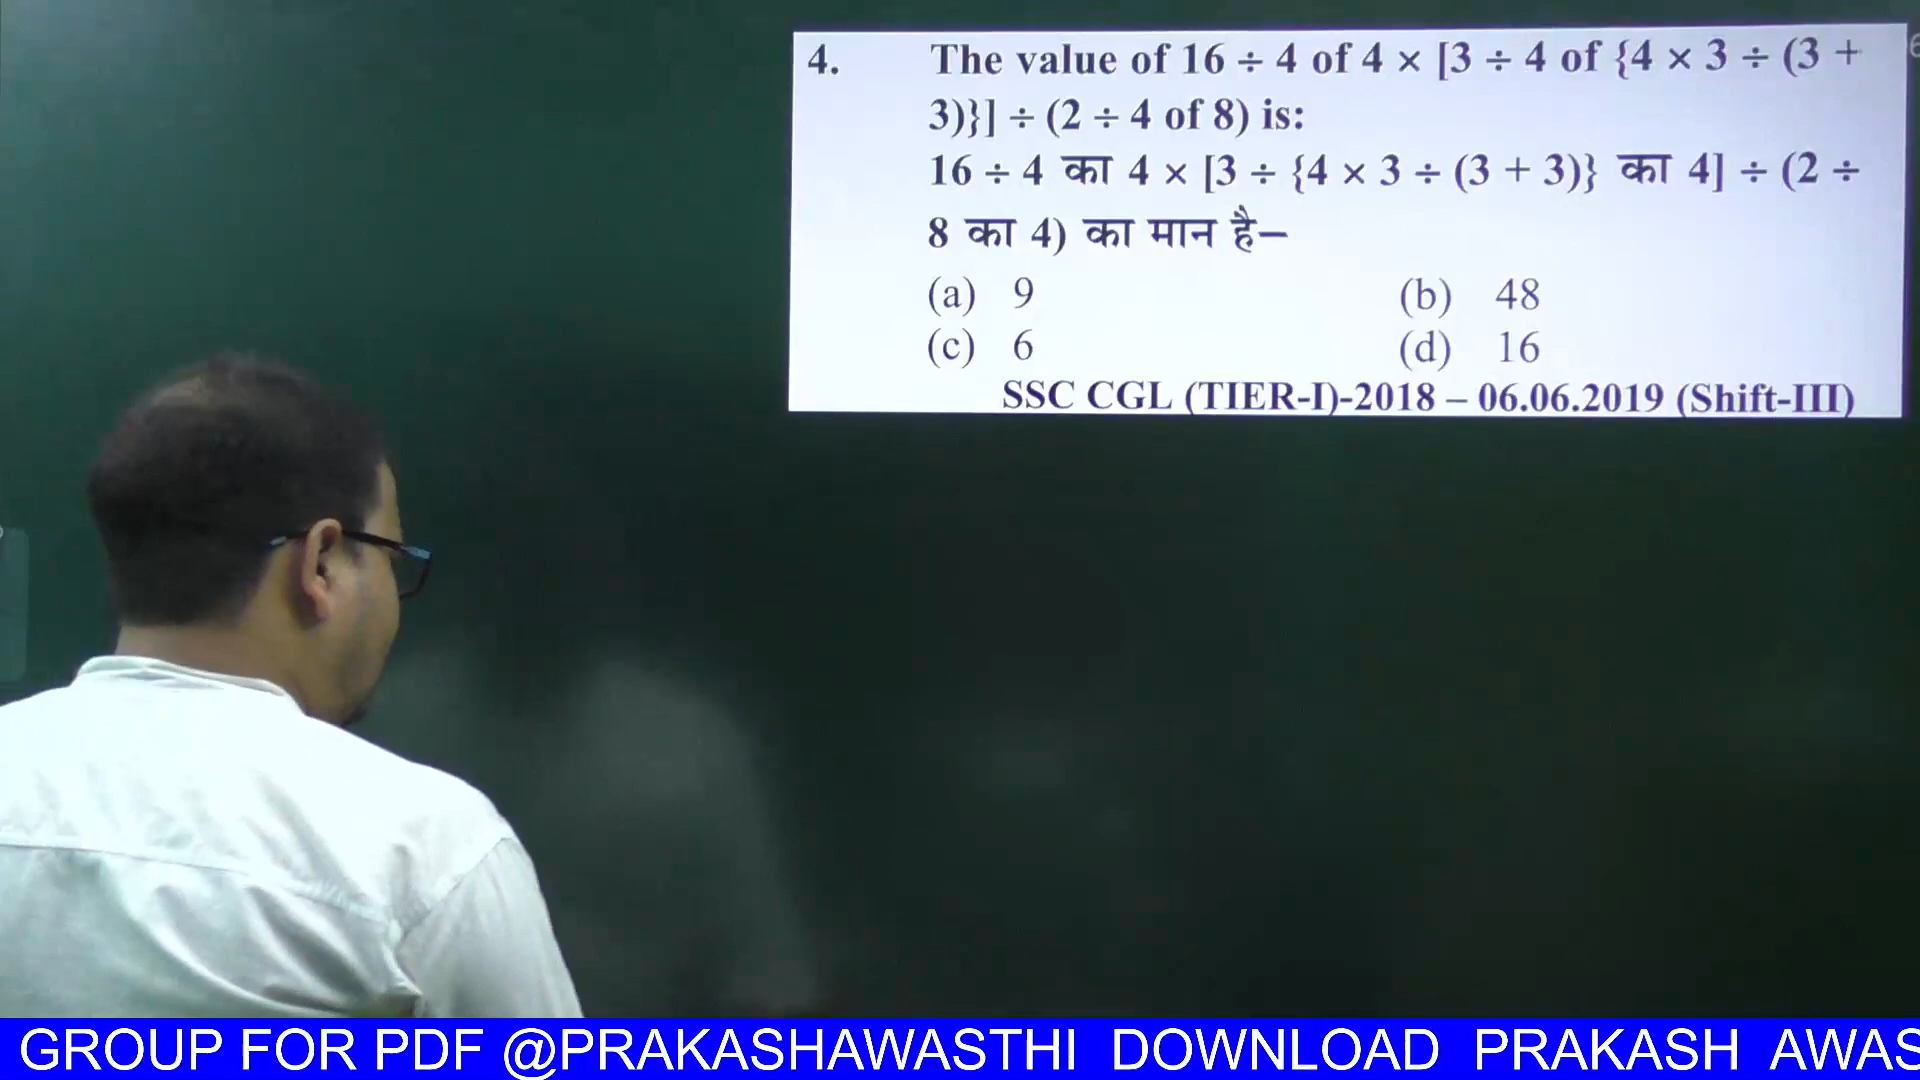 4. The value of 16 ÷ 4 of 4 × [3 ÷ 4 of {4 × 3 ÷ (3 +
3)}] ÷ (2 ÷ 4 of 8) is:
16 ÷ 4 का 4 × [3 ÷ {4 × 3 ÷ (3 + 3)} का 4] ÷ (2 ÷
8 का 4) का मान है–
(a) 9 (b) 48
(c) 6 (d) 16
SSC CGL (TIER-I)-2018 – 06.06.2019 (Shift-III)
GROUP FOR PDF @PRAKASHAWASTHI DOWNLOAD PRAKASH AWAS